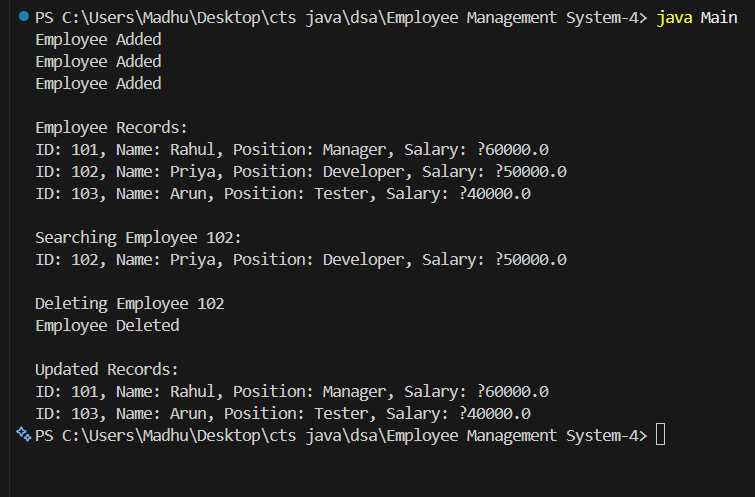 PS C:\Users\Madhu\Desktop\cts java\dsa\Employee Management System-4> java Main
Employee Added
Employee Added
Employee Added
Employee Records:
ID: 101, Name: Rahul, Position: Manager, Salary: ?60000.0
ID: 102, Name: Priya, Position: Developer, Salary: ?50000.0
ID: 103, Name: Arun, Position: Tester, Salary: ?40000.0
Searching Employee 102:
ID: 102, Name: Priya, Position: Developer, Salary: ?50000.0
Deleting Employee 102
Employee Deleted
Updated Records:
ID: 101, Name: Rahul, Position: Manager, Salary: ?60000.0
ID: 103, Name: Arun, Position: Tester, Salary: ?40000.0
PS C:\Users\Madhu\Desktop\cts java\dsa\Employee Management System-4>